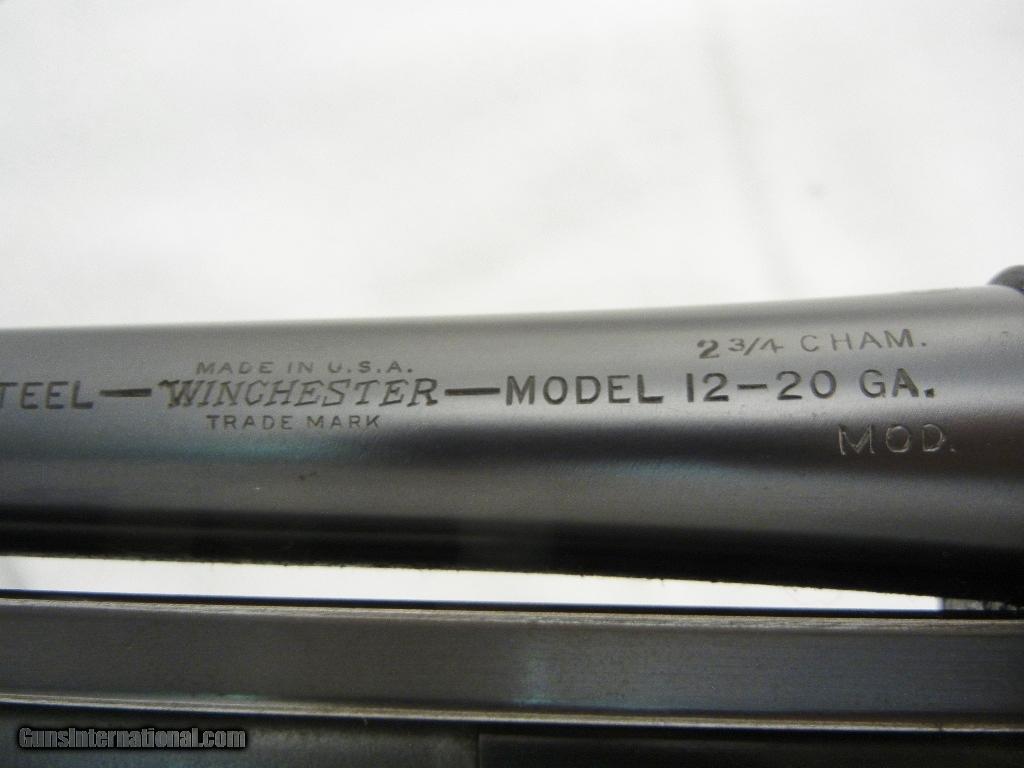 2 3/4 CHAM.
MADE IN U.S.A.
TEEL—WINCHESTER—MODEL 12-20 GA.
TRADE MARK
MOD.
GunsInternational.com